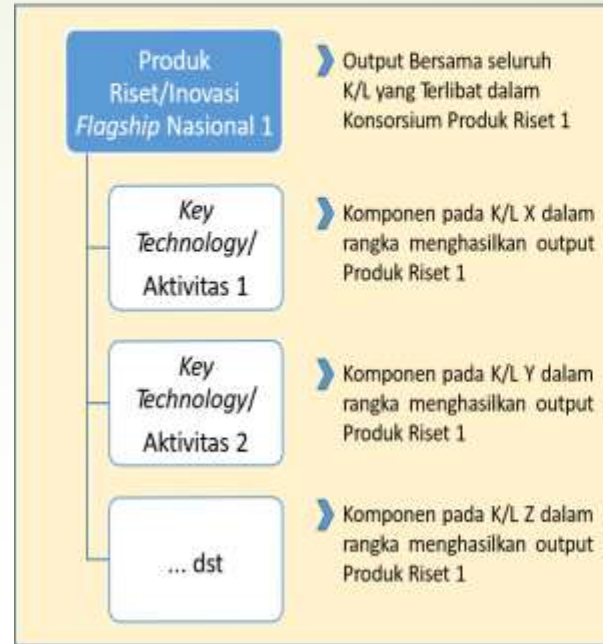 Produk
Riset/Inovasi
Flagship Nasional 1
Output Bersama seluruh
K/L yang Terlibat dalam
Konsorsium Produk Riset 1
Key
Technology/
Aktivitas 1
Komponen pada K/L X dalam
rangka menghasilkan output
Produk Riset 1
Key
Technology/
Aktivitas 2
Komponen pada K/L Y dalam
rangka menghasilkan output
Produk Riset 1
... dst
Komponen pada K/L Z dalam
rangka menghasilkan output
Produk Riset 1